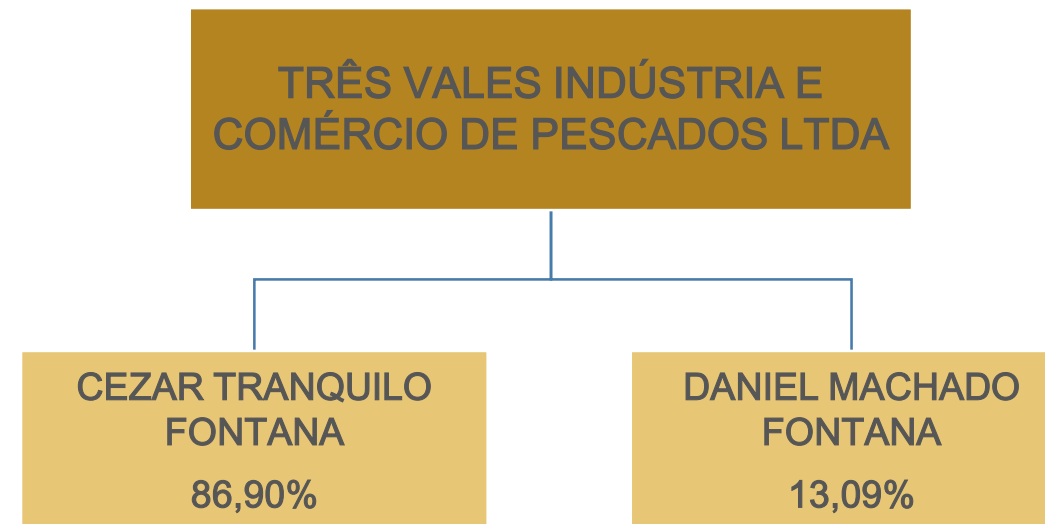 TRÊS VALES INDÚSTRIA E
COMÉRCIO DE PESCADOS LTDA
CEZAR TRANQUILO
FONTANA
86,90%
DANIEL MACHADO
FONTANA
13,09%